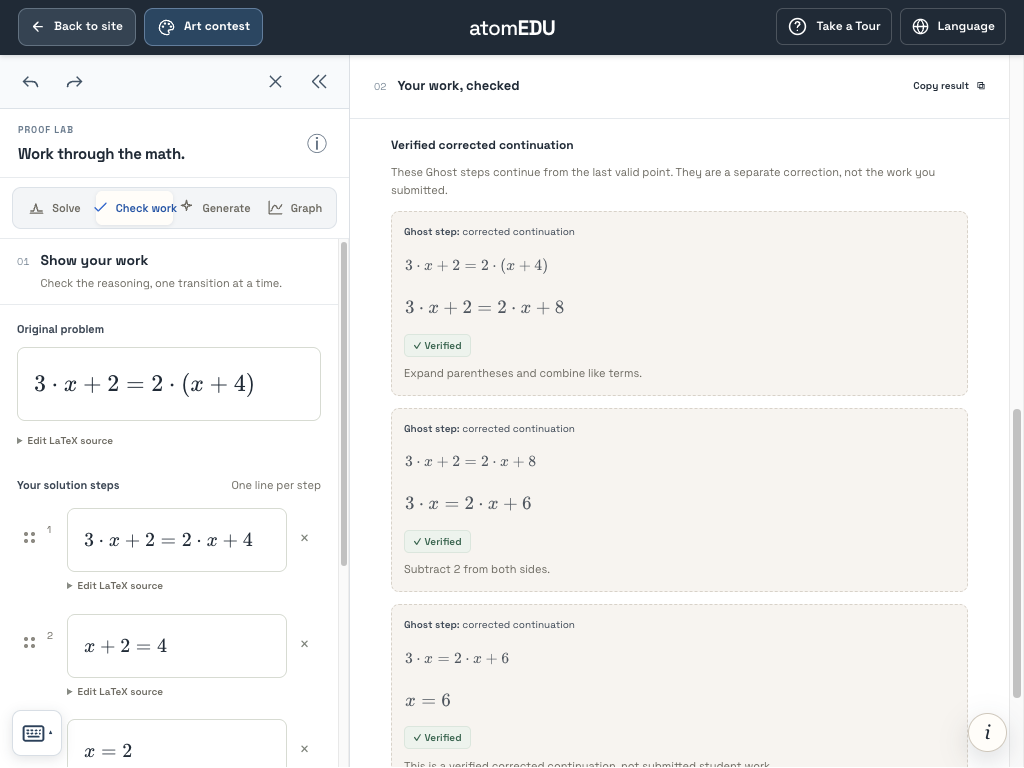 Back to site
Art contest
atomEDU
Take a Tour
Language
PROOF LAB
Work through the math.
Solve
Check work
Generate
Graph
01 Show your work
Check the reasoning, one transition at a time.
Original problem
3 · x + 2 = 2 · (x + 4)
Edit LaTeX source
Your solution steps
One line per step
1
3 · x + 2 = 2 · x + 4
Edit LaTeX source
2
x + 2 = 4
Edit LaTeX source
x = 2
02 Your work, checked
Copy result
Verified corrected continuation
These Ghost steps continue from the last valid point. They are a separate correction, not the work you
submitted.
Ghost step: corrected continuation
3 · x + 2 = 2 · (x + 4)
3 · x + 2 = 2 · x + 8
✓ Verified
Expand parentheses and combine like terms.
Ghost step: corrected continuation
3 · x + 2 = 2 · x + 8
3 · x = 2 · x + 6
✓ Verified
Subtract 2 from both sides.
Ghost step: corrected continuation
3 · x = 2 · x + 6
x = 6
✓ Verified
This is a verified corrected continuation, not submitted student work.